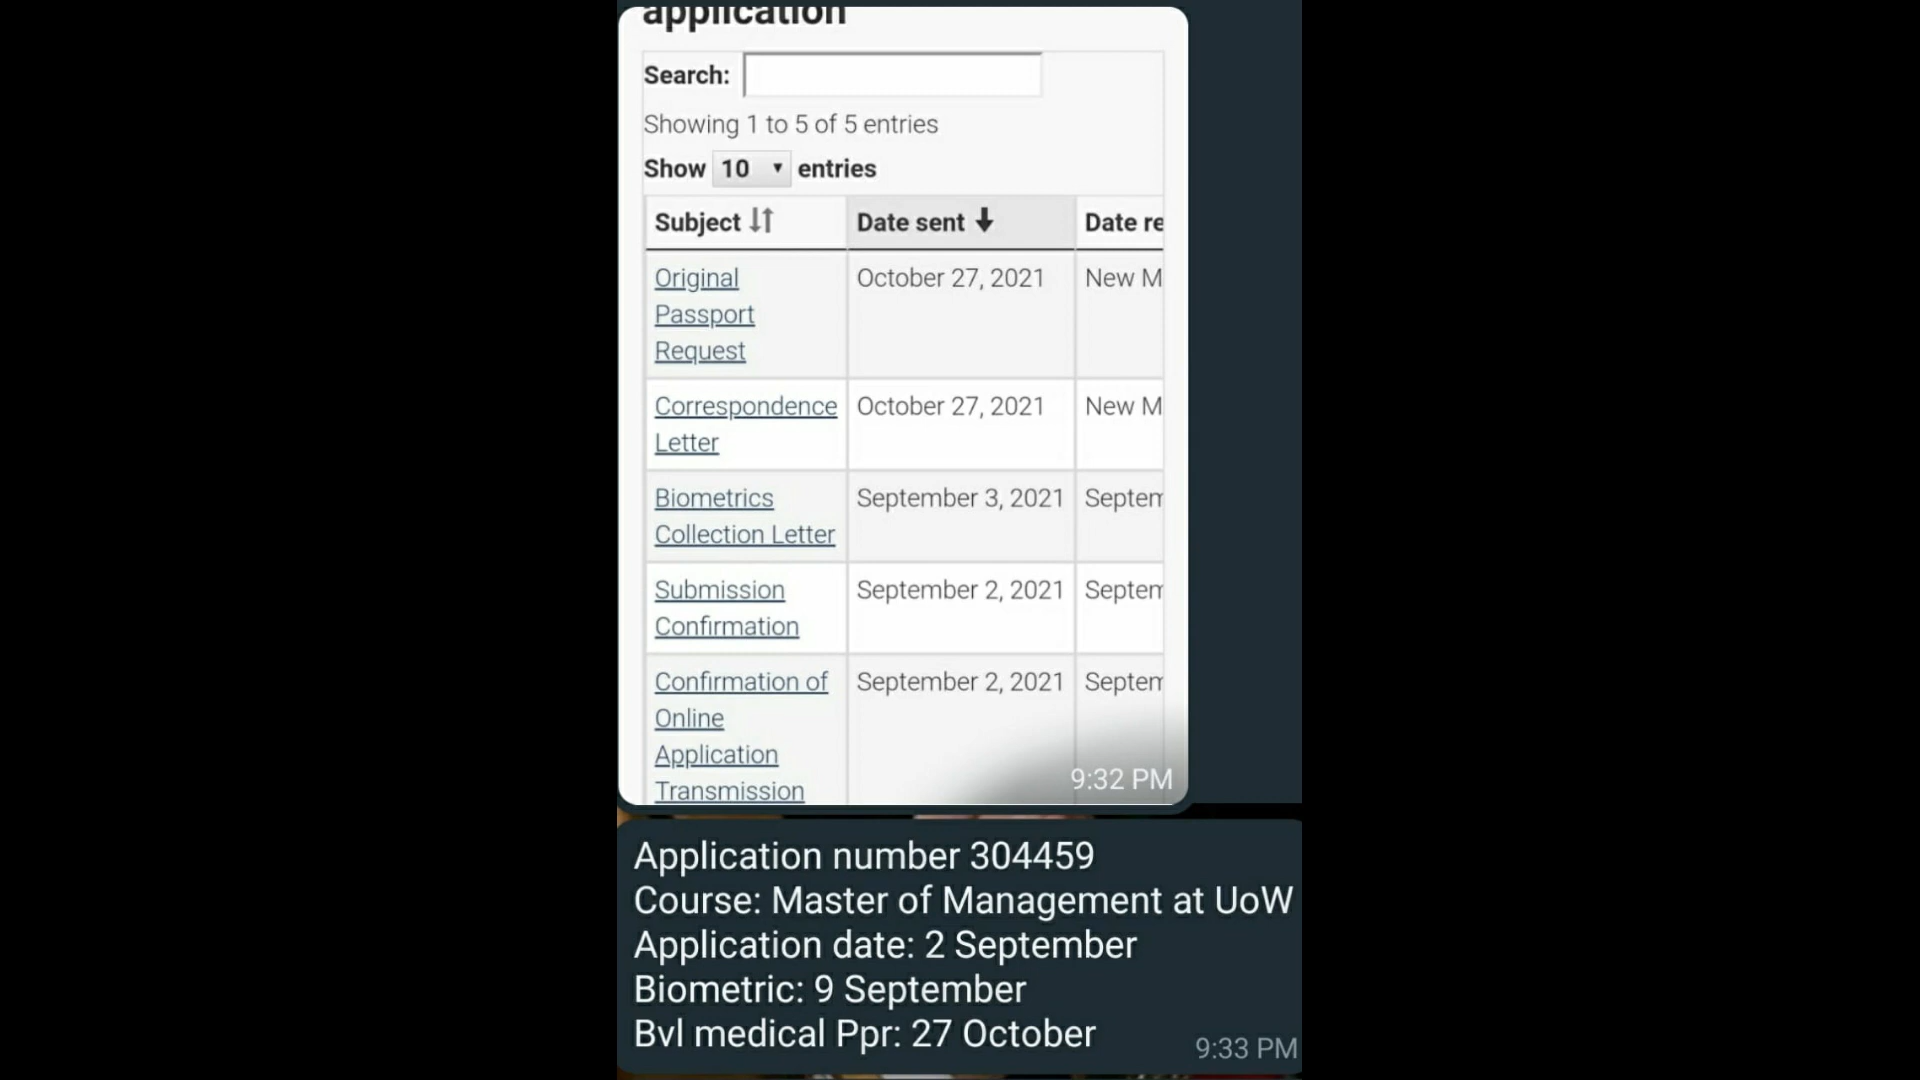 application
Search:
Showing 1 to 5 of 5 entries
Show 10 entries
Subject Date sent Date re
Original October 27, 2021 New M
Passport
Request
Correspondence October 27, 2021 New M
Letter
Biometrics September 3, 2021 Septem
Collection Letter
Submission September 2, 2021 Septem
Confirmation
Confirmation of September 2, 2021 Septem
Online
Application
Transmission
9:32 PM
Application number 304459
Course: Master of Management at UoW
Application date: 2 September
Biometric: 9 September
Bvl medical Ppr: 27 October
9:33 PM